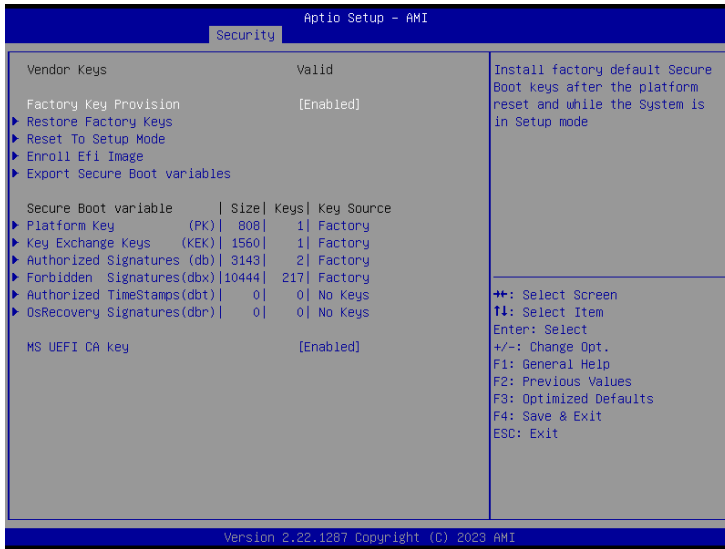 Aptio Setup – AMI
Security
Vendor Keys Valid
Factory Key Provision [Enabled]
Restore Factory Keys
Reset To Setup Mode
Enroll Efi Image
Export Secure Boot variables
Secure Boot variable | Size| Keys| Key Source
Platform Key (PK)| 808| 1| Factory
Key Exchange Keys (KEK)| 1560| 1| Factory
Authorized Signatures (db)| 3143| 2| Factory
Forbidden Signatures(dbx)|10444| 217| Factory
Authorized TimeStamps(dbt)| 0| 0| No Keys
OsRecovery Signatures(dbr)| 0| 0| No Keys
MS UEFI CA key [Enabled]
Install factory default Secure
Boot keys after the platform
reset and while the System is
in Setup mode
→←: Select Screen
↑↓: Select Item
Enter: Select
+/-: Change Opt.
F1: General Help
F2: Previous Values
F3: Optimized Defaults
F4: Save & Exit
ESC: Exit
Version 2.22.1287 Copyright (C) 2023 AMI